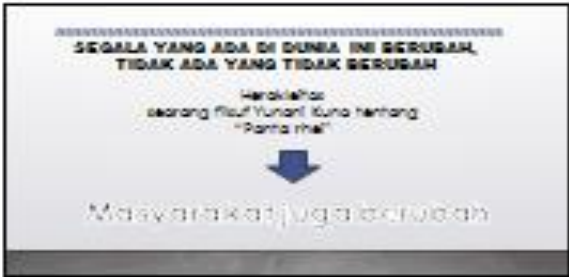 SEGALA YANG ADA DI DUNIA INI BERUBAH,
TIDAK ADA YANG TIDAK BERUBAH
Herakleitos
seorang filsuf Yunani Kuno tentang
"Panta rhei"
Masyarakat juga berubah